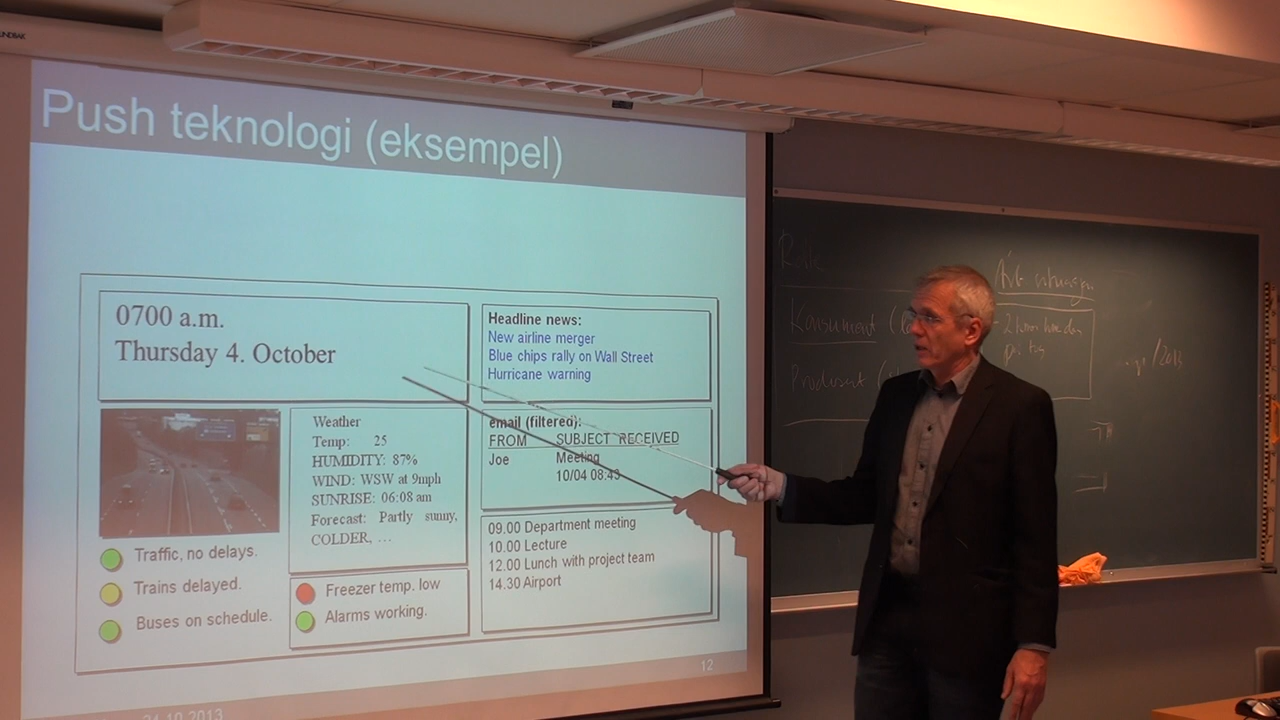 Push teknologi (eksempel)
0700 a.m.
Thursday 4. October
Headline news:
New airline merger
Blue chips rally on Wall Street
Hurricane warning
Weather
Temp: 25
HUMIDITY: 87%
WIND: WSW at 9mph
SUNRISE: 06:08 am
Forecast: Partly sunny,
COLDER, …
email (filtered):
FROM SUBJECT RECEIVED
Joe Meeting
10/04 08:43
Traffic, no delays.
Trains delayed.
Buses on schedule.
Freezer temp. low
Alarms working.
09.00 Department meeting
10.00 Lecture
12.00 Lunch with project team
14.30 Airport
12
24.10.2013
Rolle
Konsument
Produsent